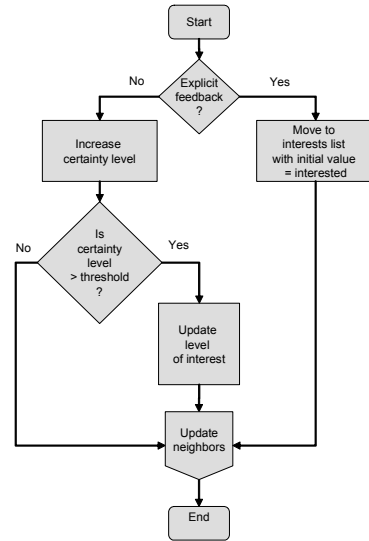 Start
Explicit
feedback
?
No
Yes
Increase
certainty level
Move to
interests list
with initial value
= interested
Is
certainty
level
> threshold
?
No
Yes
Update
level
of interest
Update
neighbors
End